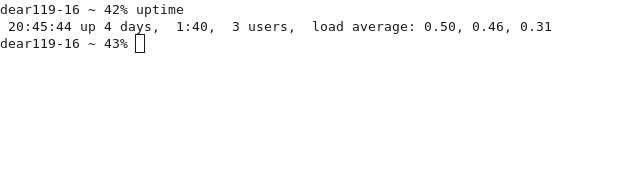 dear119-16 ~ 42% uptime
 20:45:44 up 4 days,  1:40,  3 users,  load average: 0.50, 0.46, 0.31
dear119-16 ~ 43%